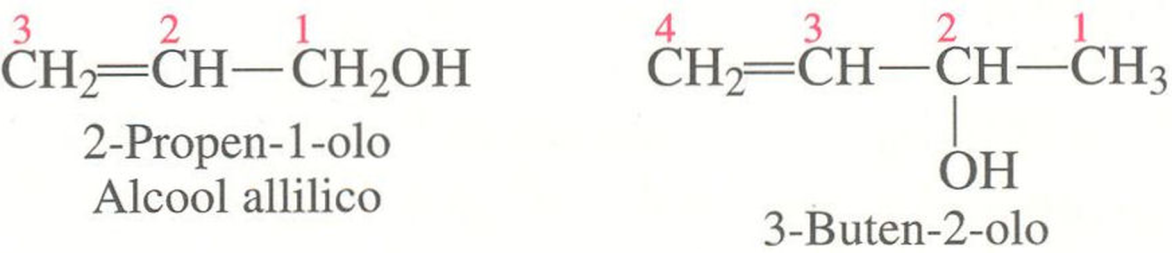 3 2 1
CH₂=CH—CH₂OH
2-Propen-1-olo
Alcool allilico
4 3 2 1
CH₂=CH—CH—CH₃
OH
3-Buten-2-olo